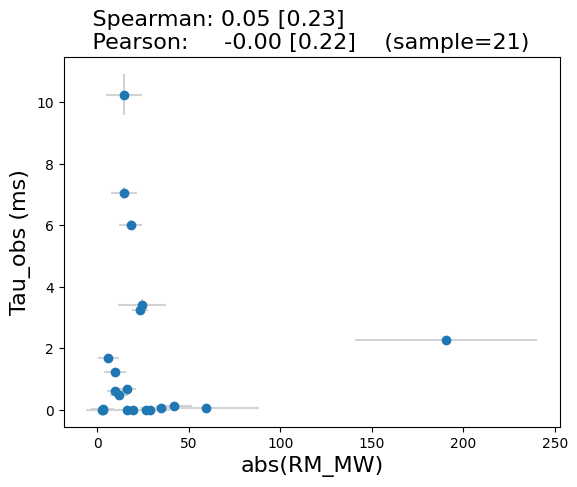 Spearman: 0.05 [0.23]
Pearson: -0.00 [0.22] (sample=21)
10
8
6
4
2
0
Tau_obs (ms)
0 50 100 150 200 250
abs(RM_MW)